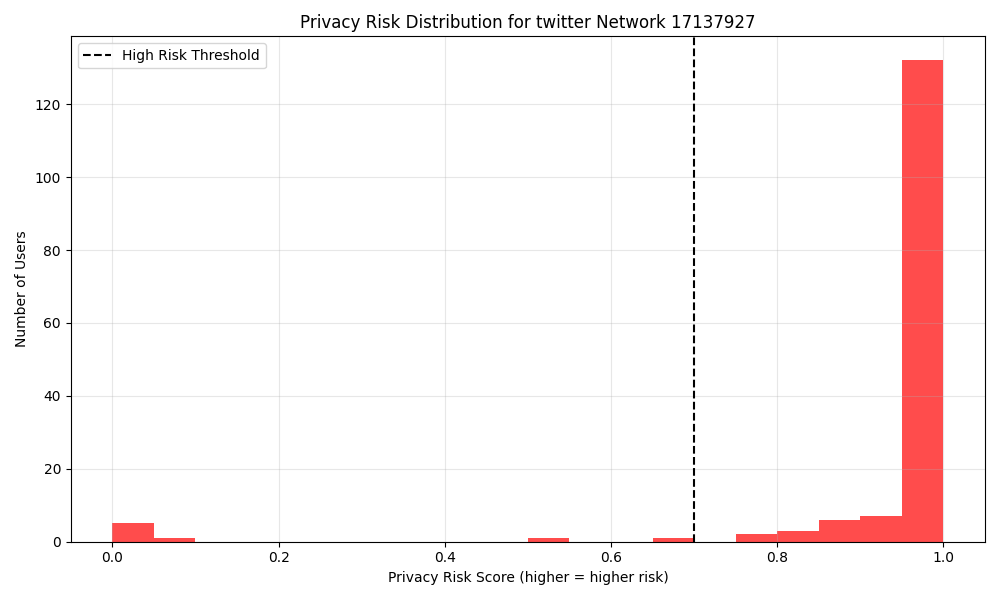 Privacy Risk Distribution for twitter Network 17137927
High Risk Threshold
Number of Users
120
100
80
60
40
20
0
0.0 0.2 0.4 0.6 0.8 1.0
Privacy Risk Score (higher = higher risk)